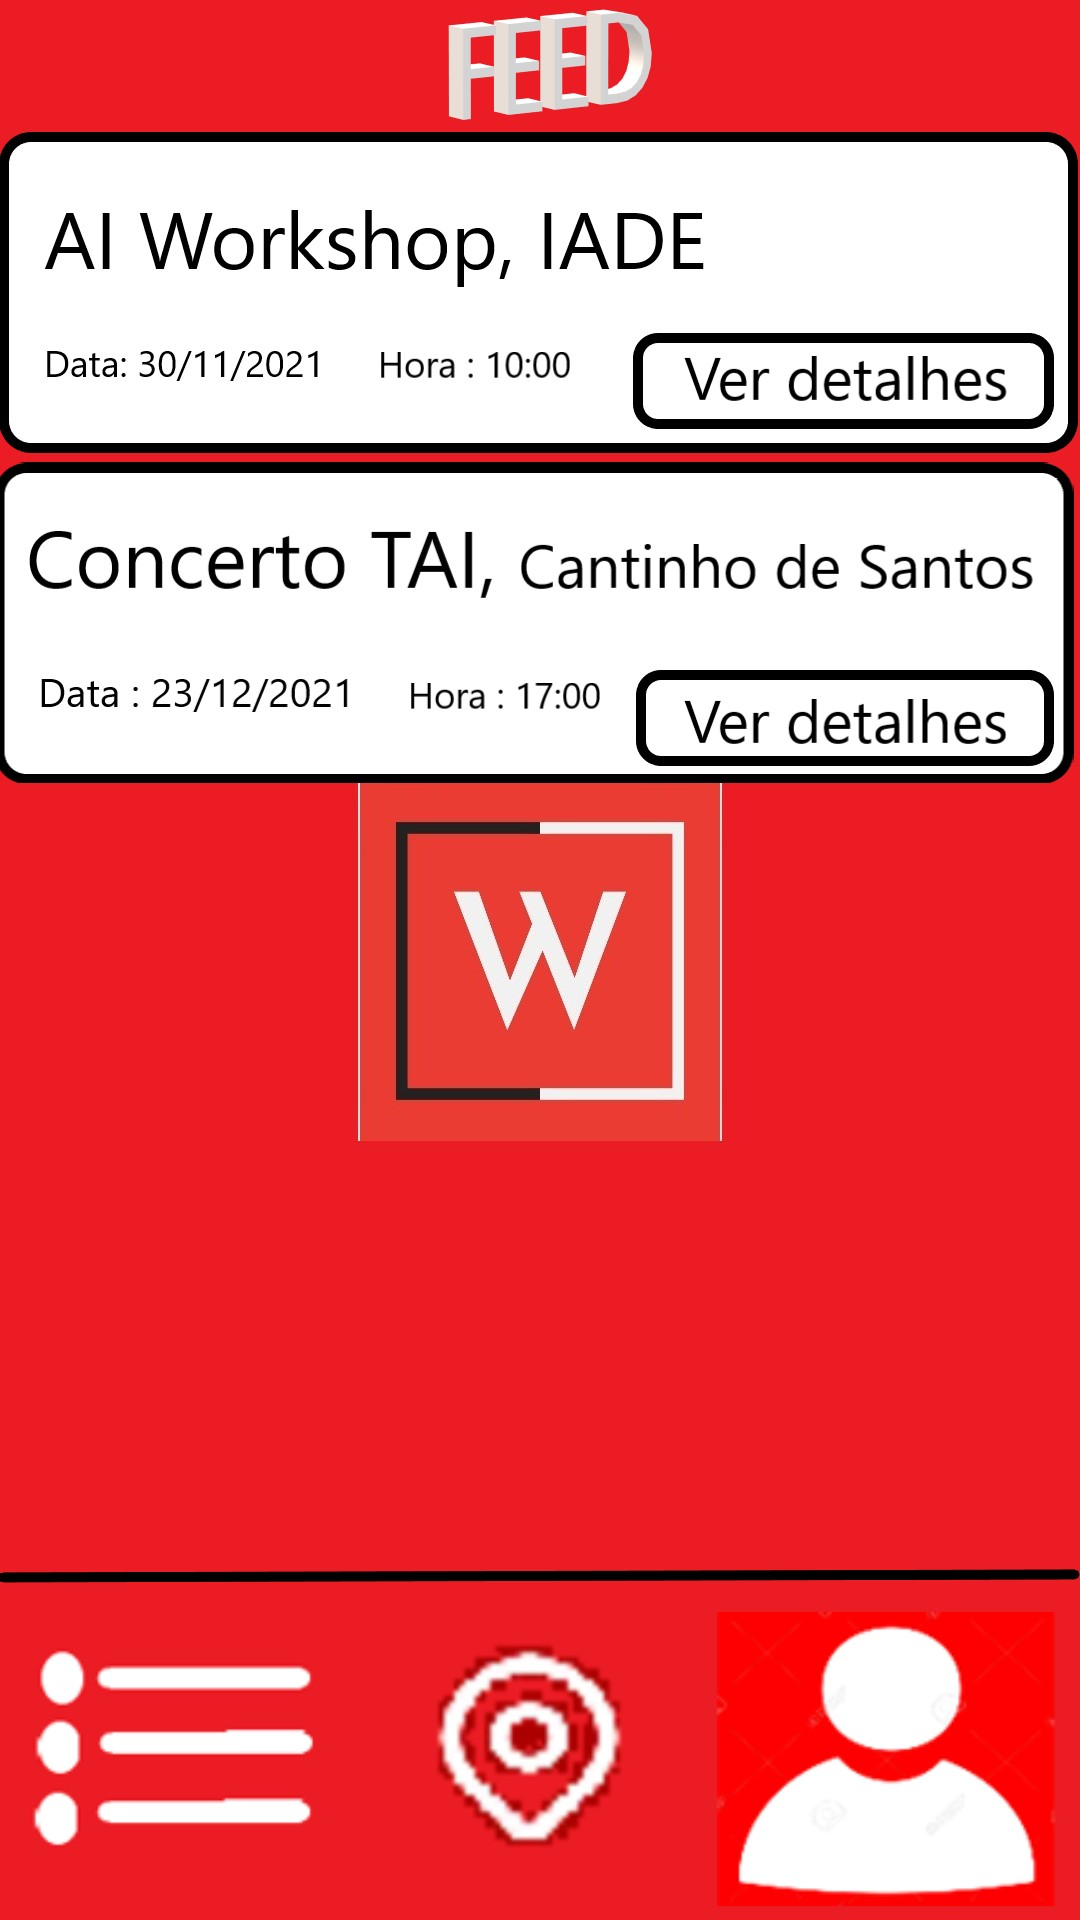 FEED
AI Workshop, IADE
Data: 30/11/2021 Hora : 10:00 Ver detalhes
Concerto TAI, Cantinho de Santos
Data : 23/12/2021 Hora : 17:00 Ver detalhes
W